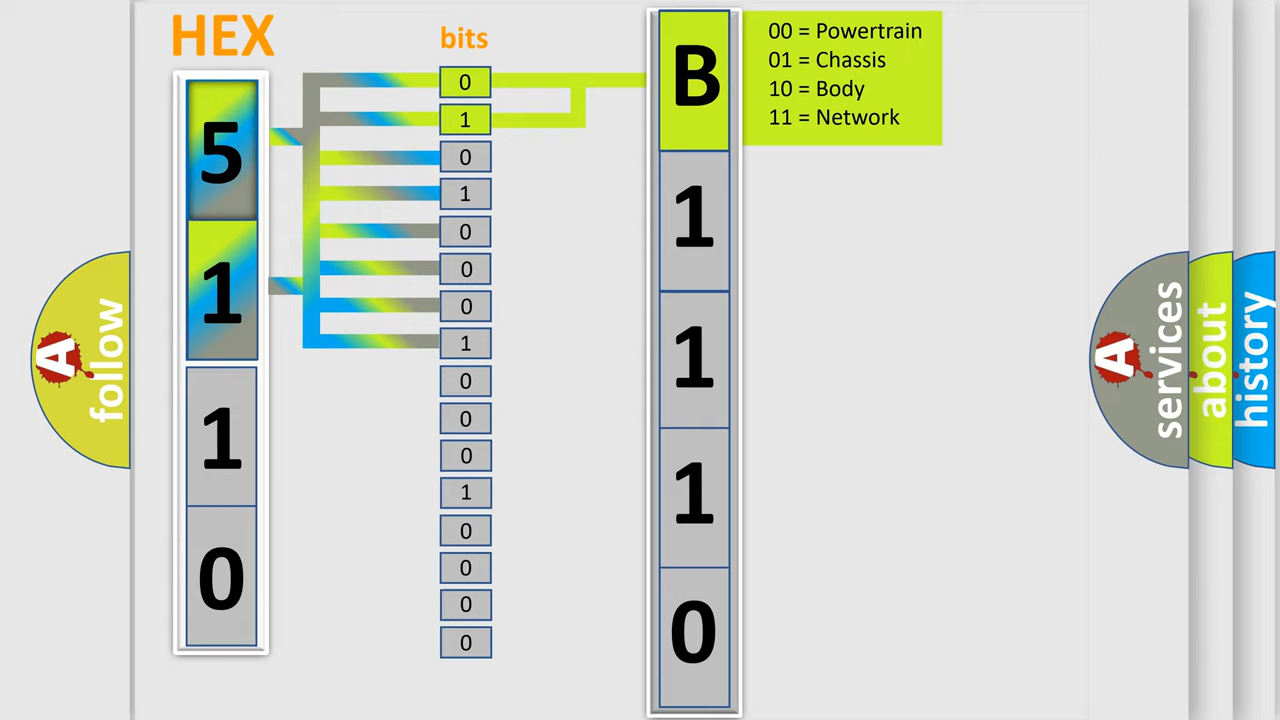 HEX
bits
5
1
1
0
0
1
0
1
0
0
0
1
0
0
0
1
0
0
0
0
B
1
1
1
0
00 = Powertrain
01 = Chassis
10 = Body
11 = Network
A
follow
A
services
about
history